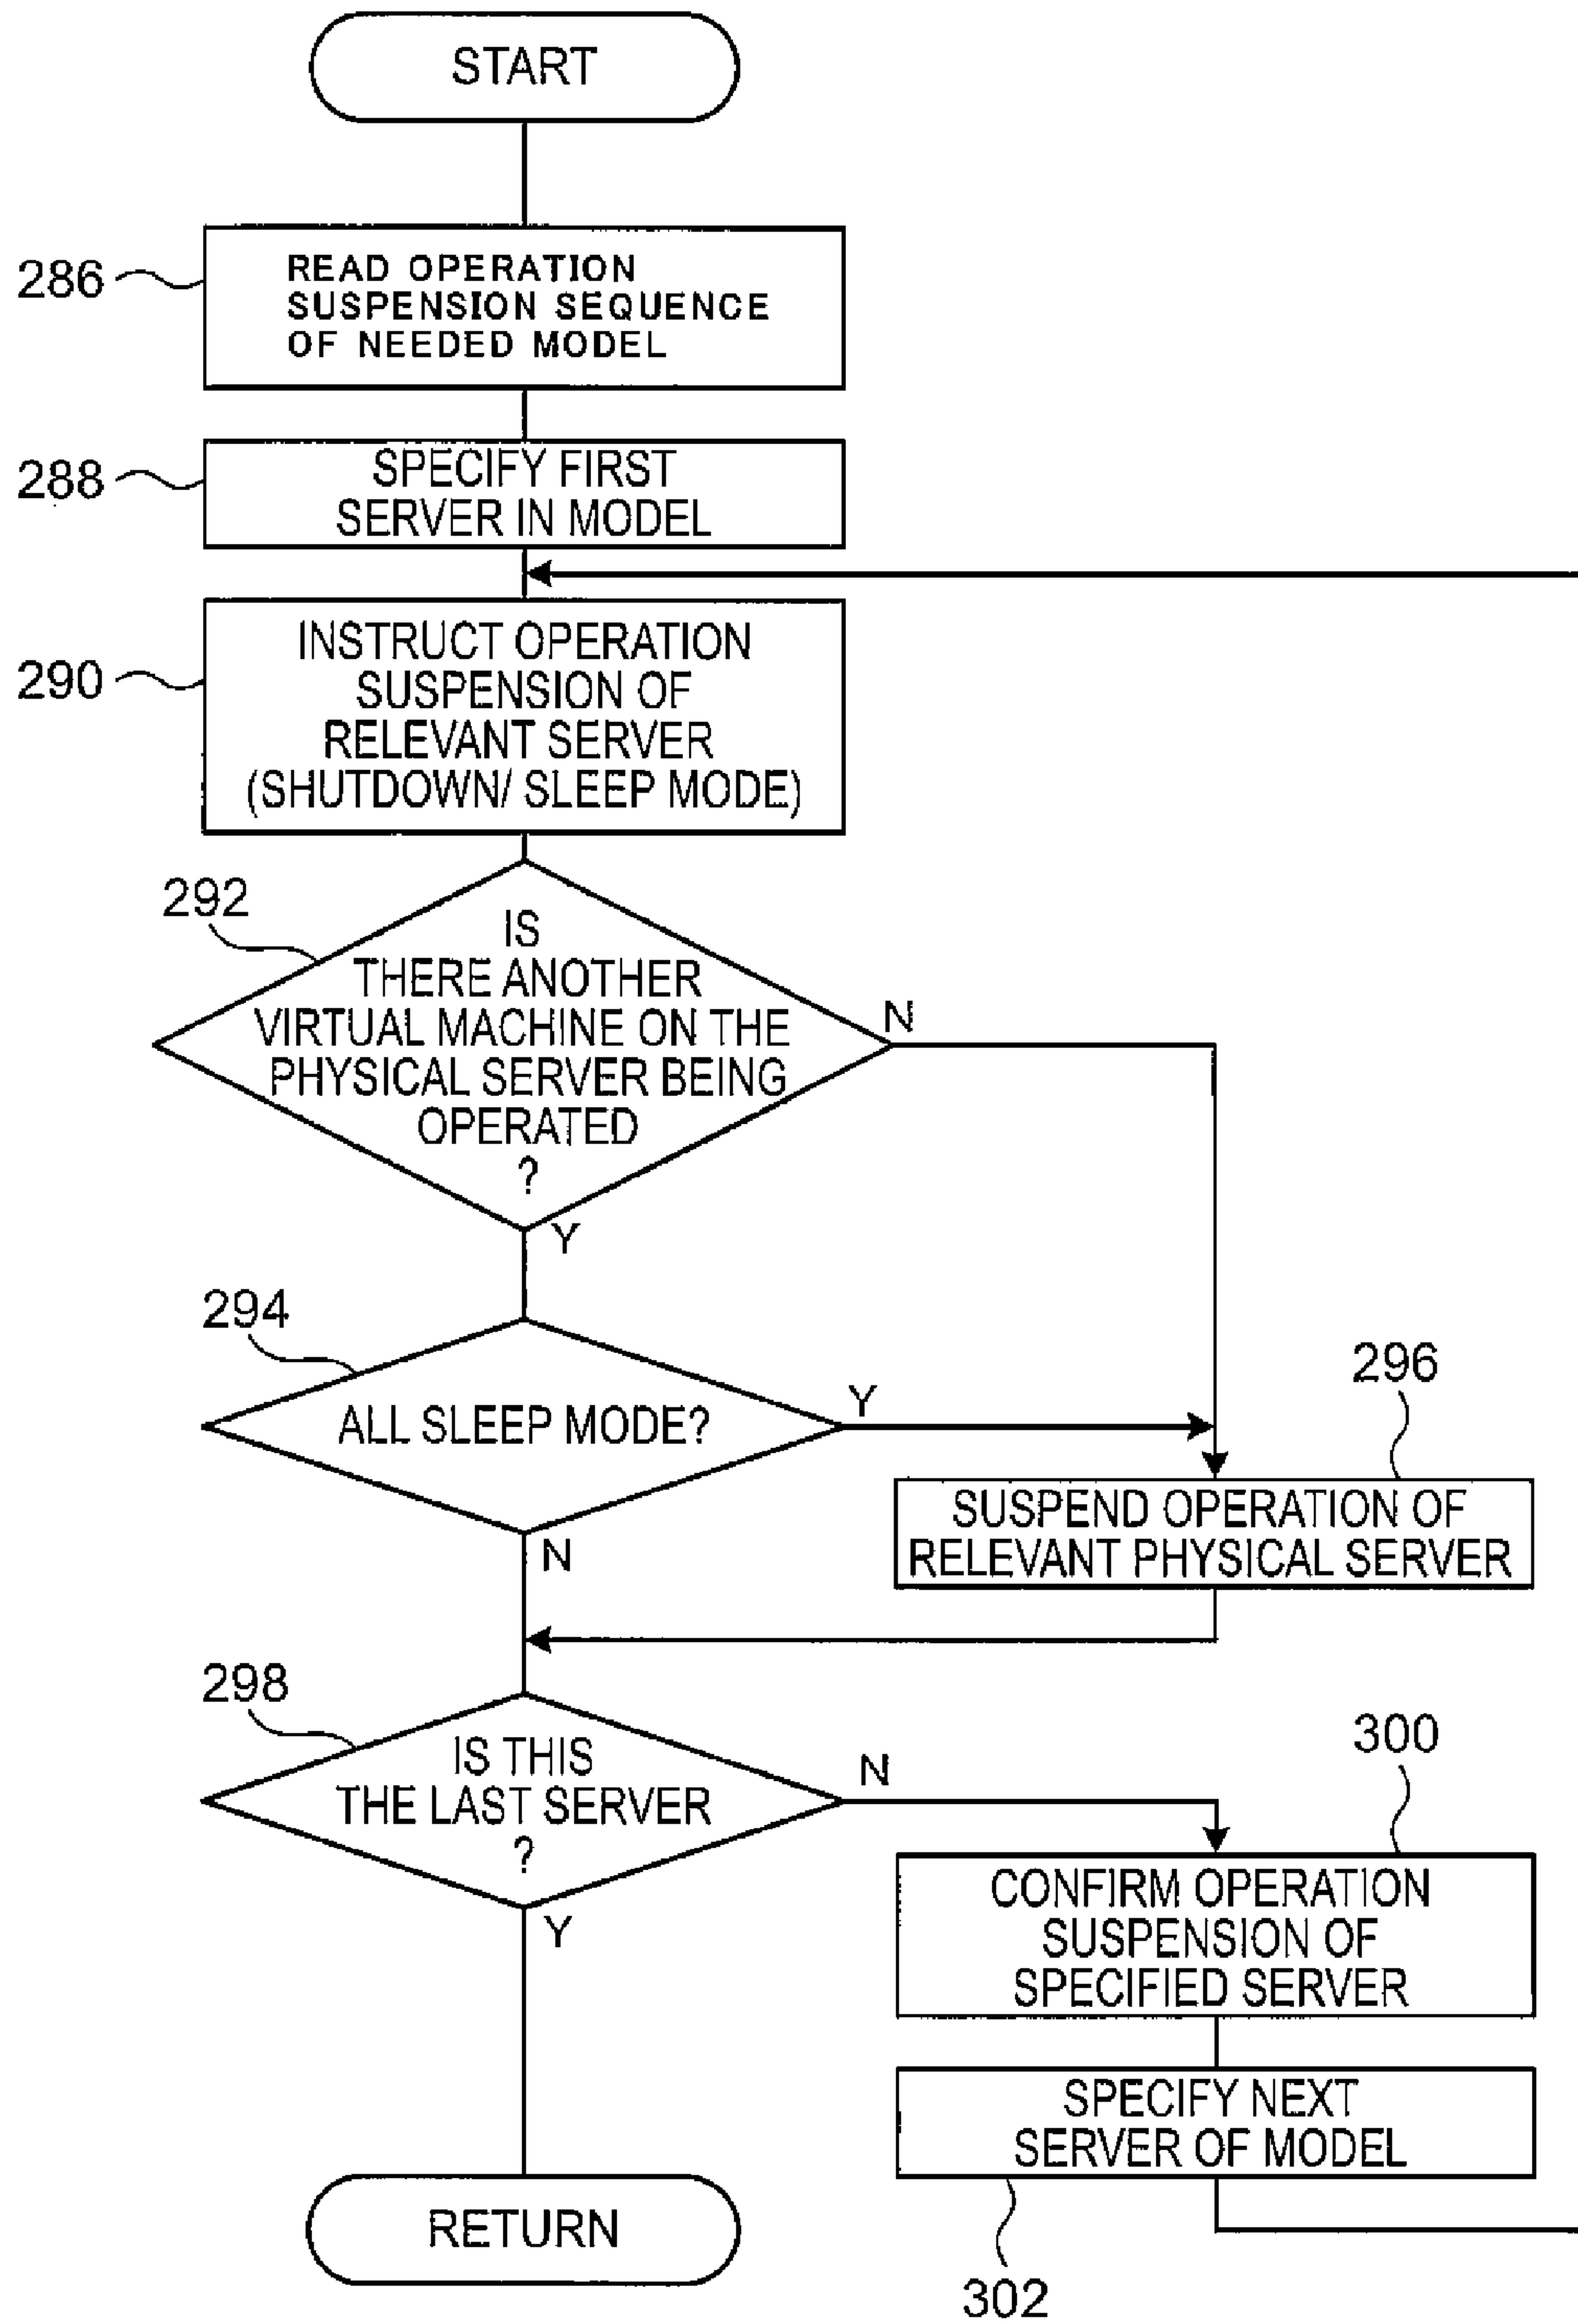 START
286
READ OPERATION
SUSPENSION SEQUENCE
OF NEEDED MODEL
288
SPECIFY FIRST
SERVER IN MODEL
290
INSTRUCT OPERATION
SUSPENSION OF
RELEVANT SERVER
(SHUTDOWN/ SLEEP MODE)
292
IS
THERE ANOTHER
VIRTUAL MACHINE ON THE
PHYSICAL SERVER BEING
OPERATED
?
N
Y
294
ALL SLEEP MODE?
Y
N
296
SUSPEND OPERATION OF
RELEVANT PHYSICAL SERVER
298
IS THIS
THE LAST SERVER
?
N
Y
300
CONFIRM OPERATION
SUSPENSION OF
SPECIFIED SERVER
SPECIFY NEXT
SERVER OF MODEL
302
RETURN